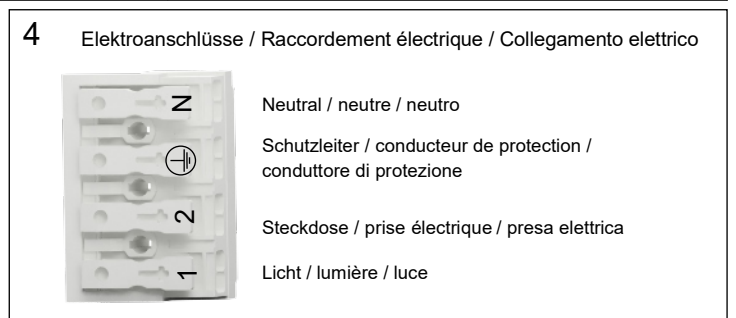 4
Elektroanschlüsse / Raccordement électrique / Collegamento elettrico
N
Neutral / neutre / neutro
Schutzleiter / conducteur de protection /
conduttore di protezione
2
Steckdose / prise électrique / presa elettrica
1
Licht / lumière / luce